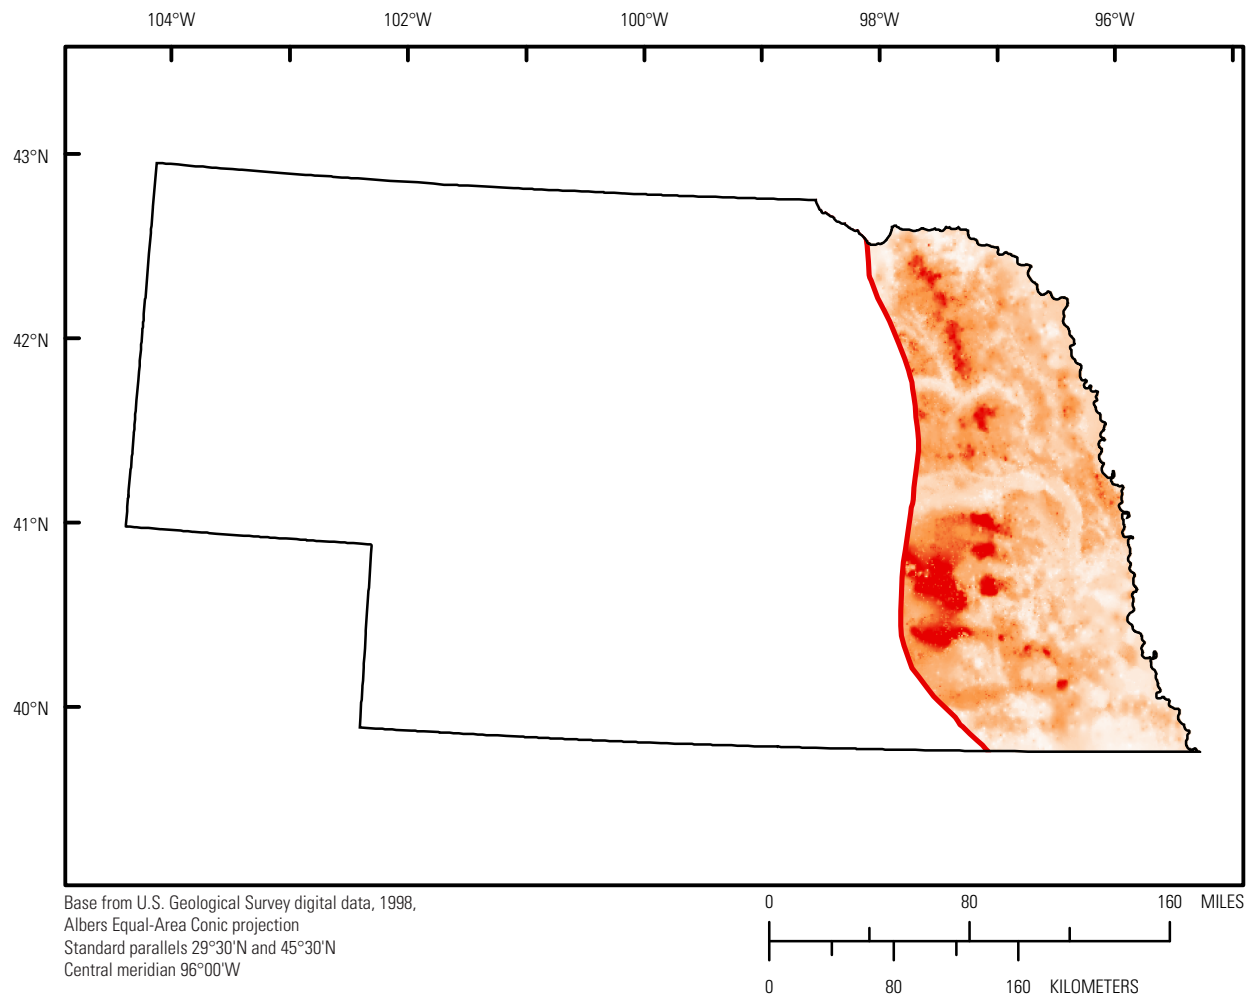 104°W 102°W 100°W 98°W 96°W
43°N
42°N
41°N
40°N
Base from U.S. Geological Survey digital data, 1998,
Albers Equal-Area Conic projection
Standard parallels 29°30'N and 45°30'N
Central meridian 96°00'W
0 80 160 MILES
0 80 160 KILOMETERS